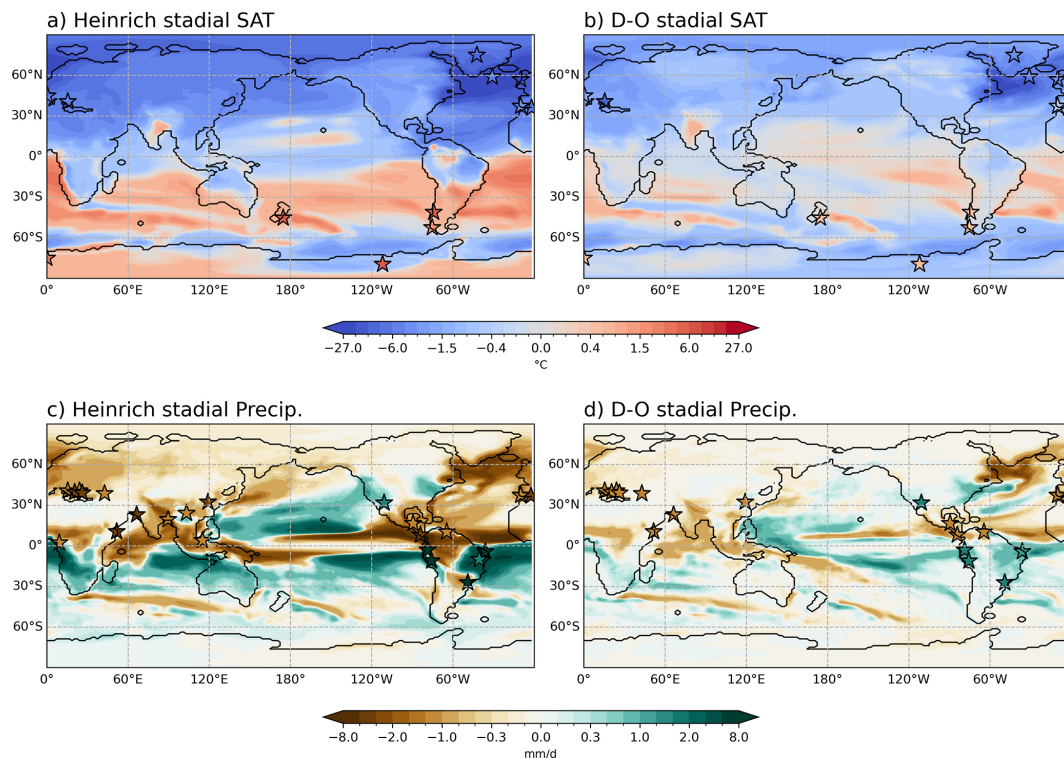 a) Heinrich stadial SAT
b) D-O stadial SAT
60°N
30°N
0°
30°S
60°S
0° 60°E 120°E 180° 120°W 60°W
60°N
30°N
0°
30°S
60°S
0° 60°E 120°E 180° 120°W 60°W
−27.0 −6.0 −1.5 −0.4 0.0 0.4 1.5 6.0 27.0
°C
c) Heinrich stadial Precip.
d) D-O stadial Precip.
60°N
30°N
0°
30°S
60°S
0° 60°E 120°E 180° 120°W 60°W
60°N
30°N
0°
30°S
60°S
0° 60°E 120°E 180° 120°W 60°W
−8.0 −2.0 −1.0 −0.3 0.0 0.3 1.0 2.0 8.0
mm/d